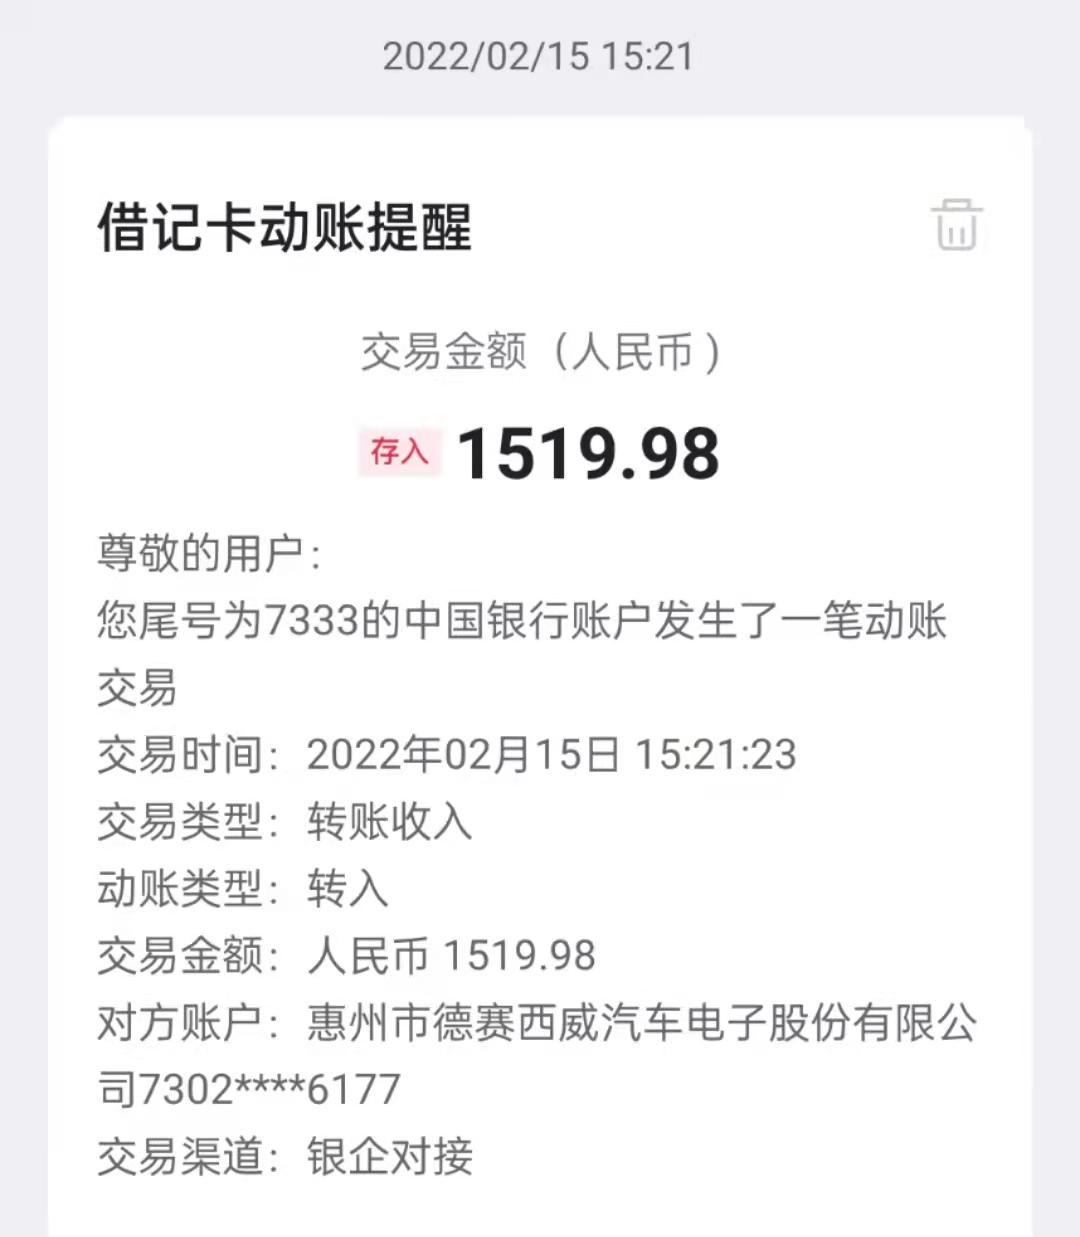 2022/02/15 15:21
借记卡动账提醒
交易金额（人民币）
存入 1519.98
尊敬的用户：
您尾号为7333的中国银行账户发生了一笔动账
交易
交易时间：2022年02月15日 15:21:23
交易类型：转账收入
动账类型：转入
交易金额：人民币 1519.98
对方账户：惠州市德赛西威汽车电子股份有限公
司7302****6177
交易渠道：银企对接